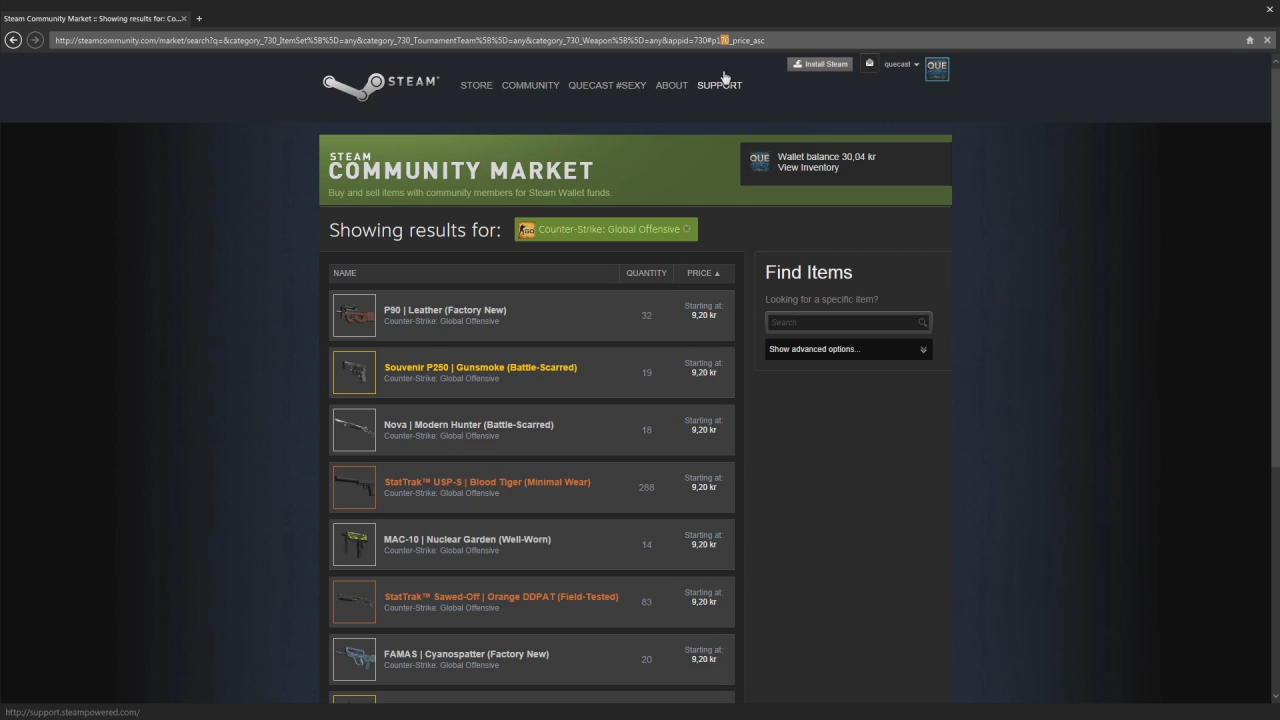 Steam Community Market :: Showing results for: Co...
http://steamcommunity.com/market/search?q=&category_730_ItemSet%5B%5D=any&category_730_TournamentTeam%5B%5D=any&category_730_Weapon%5B%5D=any&appid=730#p170_price_asc
Install Steam
quecast
QUE
STEAM®
STORE COMMUNITY QUECAST #SEXY ABOUT SUPPORT
STEAM
COMMUNITY MARKET
Buy and sell items with community members for Steam Wallet funds.
QUE
Wallet balance 30,04 kr
View Inventory
Showing results for:
GO
Counter-Strike: Global Offensive
NAME QUANTITY PRICE ▲
P90 | Leather (Factory New)
Counter-Strike: Global Offensive
32
Starting at:
9,20 kr
Souvenir P250 | Gunsmoke (Battle-Scarred)
Counter-Strike: Global Offensive
19
Starting at:
9,20 kr
Nova | Modern Hunter (Battle-Scarred)
Counter-Strike: Global Offensive
18
Starting at:
9,20 kr
StatTrak™ USP-S | Blood Tiger (Minimal Wear)
Counter-Strike: Global Offensive
288
Starting at:
9,20 kr
MAC-10 | Nuclear Garden (Well-Worn)
Counter-Strike: Global Offensive
14
Starting at:
9,20 kr
StatTrak™ Sawed-Off | Orange DDPAT (Field-Tested)
Counter-Strike: Global Offensive
83
Starting at:
9,20 kr
FAMAS | Cyanospatter (Factory New)
Counter-Strike: Global Offensive
20
Starting at:
9,20 kr
Find Items
Looking for a specific item?
Search
Show advanced options...
http://support.steampowered.com/